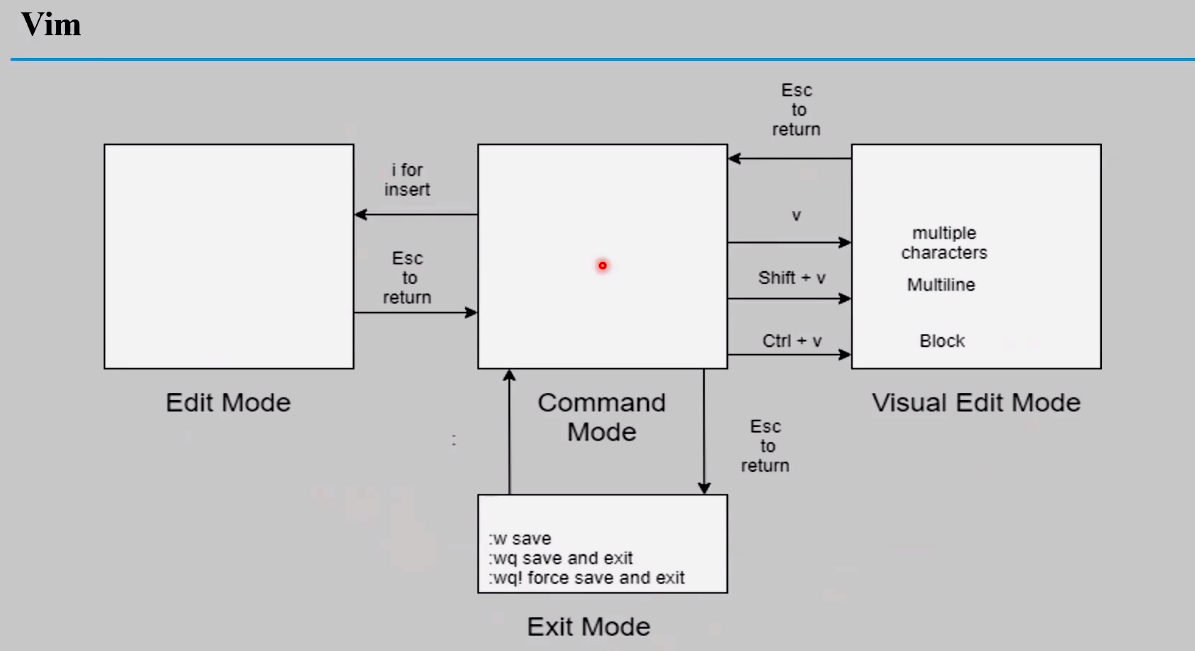 Vim
Esc
to
return
i for
insert
v
multiple
characters
Esc
to
return
Shift + v
Multiline
Ctrl + v
Block
Edit Mode
Command
Mode
Visual Edit Mode
:
Esc
to
return
:w save
:wq save and exit
:wq! force save and exit
Exit Mode